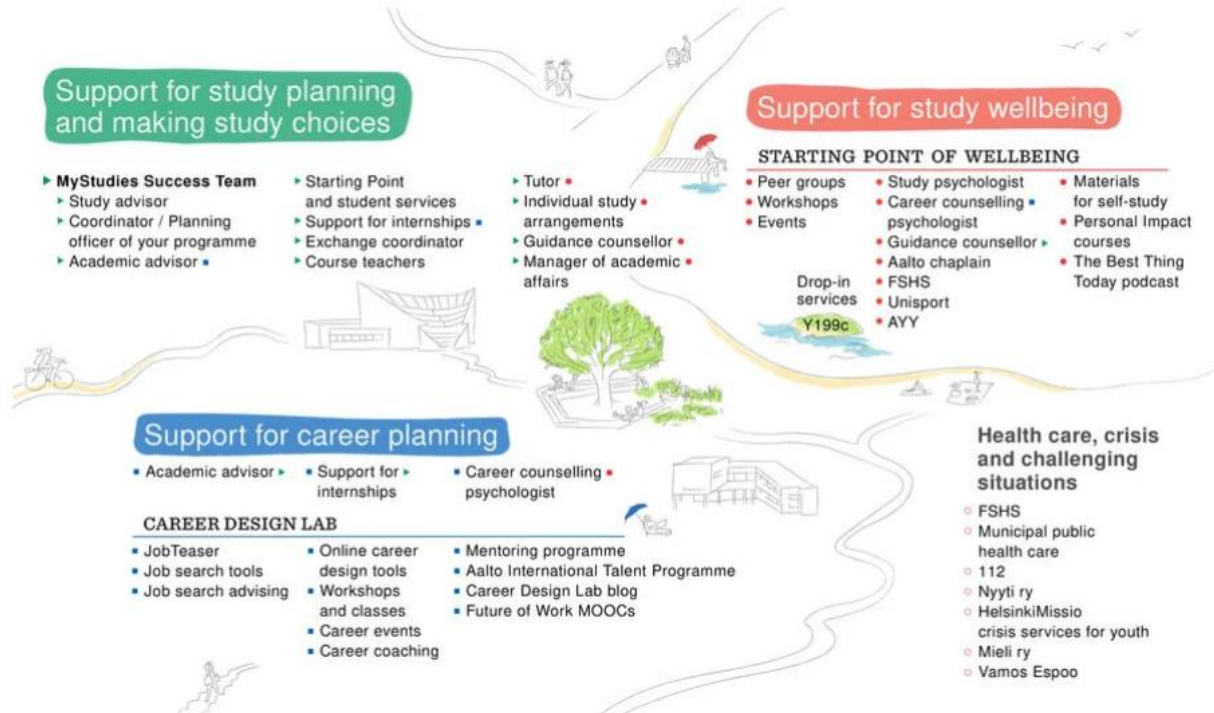 Support for study planning
and making study choices
MyStudies Success Team
Study advisor
Coordinator / Planning
officer of your programme
Academic advisor
Starting Point
and student services
Support for internships
Exchange coordinator
Course teachers
Tutor
Individual study
arrangements
Guidance counsellor
Manager of academic
affairs
Support for study wellbeing
STARTING POINT OF WELLBEING
Peer groups
Workshops
Events
Study psychologist
Career counselling
psychologist
Guidance counsellor
Aalto chaplain
FSHS
Unisport
AYY
Materials
for self-study
Personal Impact
courses
The Best Thing
Today podcast
Drop-in
services
Y199c
Support for career planning
Academic advisor
Support for
internships
Career counselling
psychologist
CAREER DESIGN LAB
JobTeaser
Job search tools
Job search advising
Online career
design tools
Workshops
and classes
Career events
Career coaching
Mentoring programme
Aalto International Talent Programme
Career Design Lab blog
Future of Work MOOCs
Health care, crisis
and challenging
situations
FSHS
Municipal public
health care
112
Nyyti ry
HelsinkiMissio
crisis services for youth
Mieli ry
Vamos Espoo